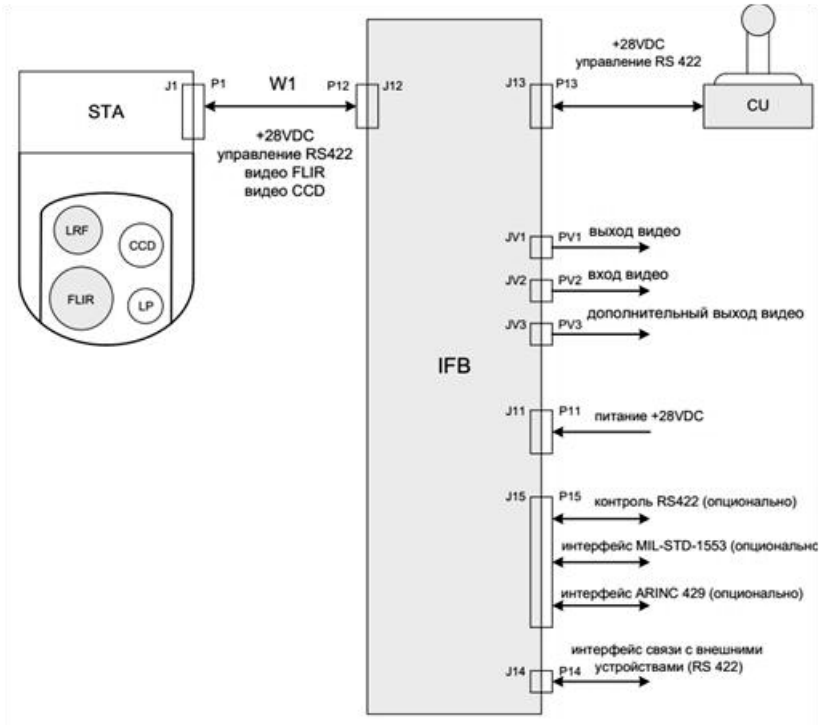 STA
J1
P1
W1
P12
J12
+28VDC
управление RS422
видео FLIR
видео CCD
LRF
CCD
FLIR
LP
IFB
+28VDC
управление RS 422
J13
P13
CU
JV1
PV1
выход видео
JV2
PV2
вход видео
JV3
PV3
дополнительный выход видео
J11
P11
питание +28VDC
J15
P15
контроль RS422 (опционально)
интерфейс MIL-STD-1553 (опциональнс
интерфейс ARINC 429 (опционально)
интерфейс связи с внешними
устройствами (RS 422)
J14
P14